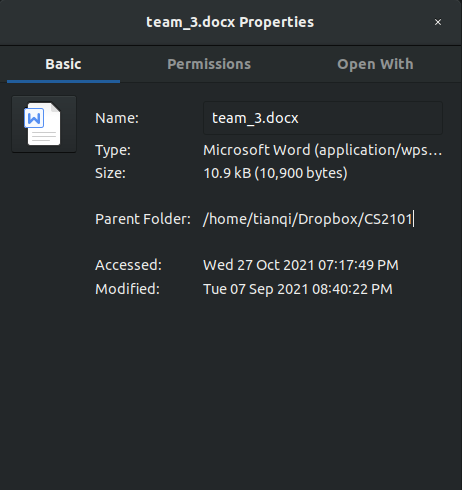 team_3.docx Properties
×
Basic Permissions Open With
W
Name: team_3.docx
Type: Microsoft Word (application/wps…
Size: 10.9 kB (10,900 bytes)
Parent Folder: /home/tianqi/Dropbox/CS2101
Accessed: Wed 27 Oct 2021 07:17:49 PM
Modified: Tue 07 Sep 2021 08:40:22 PM